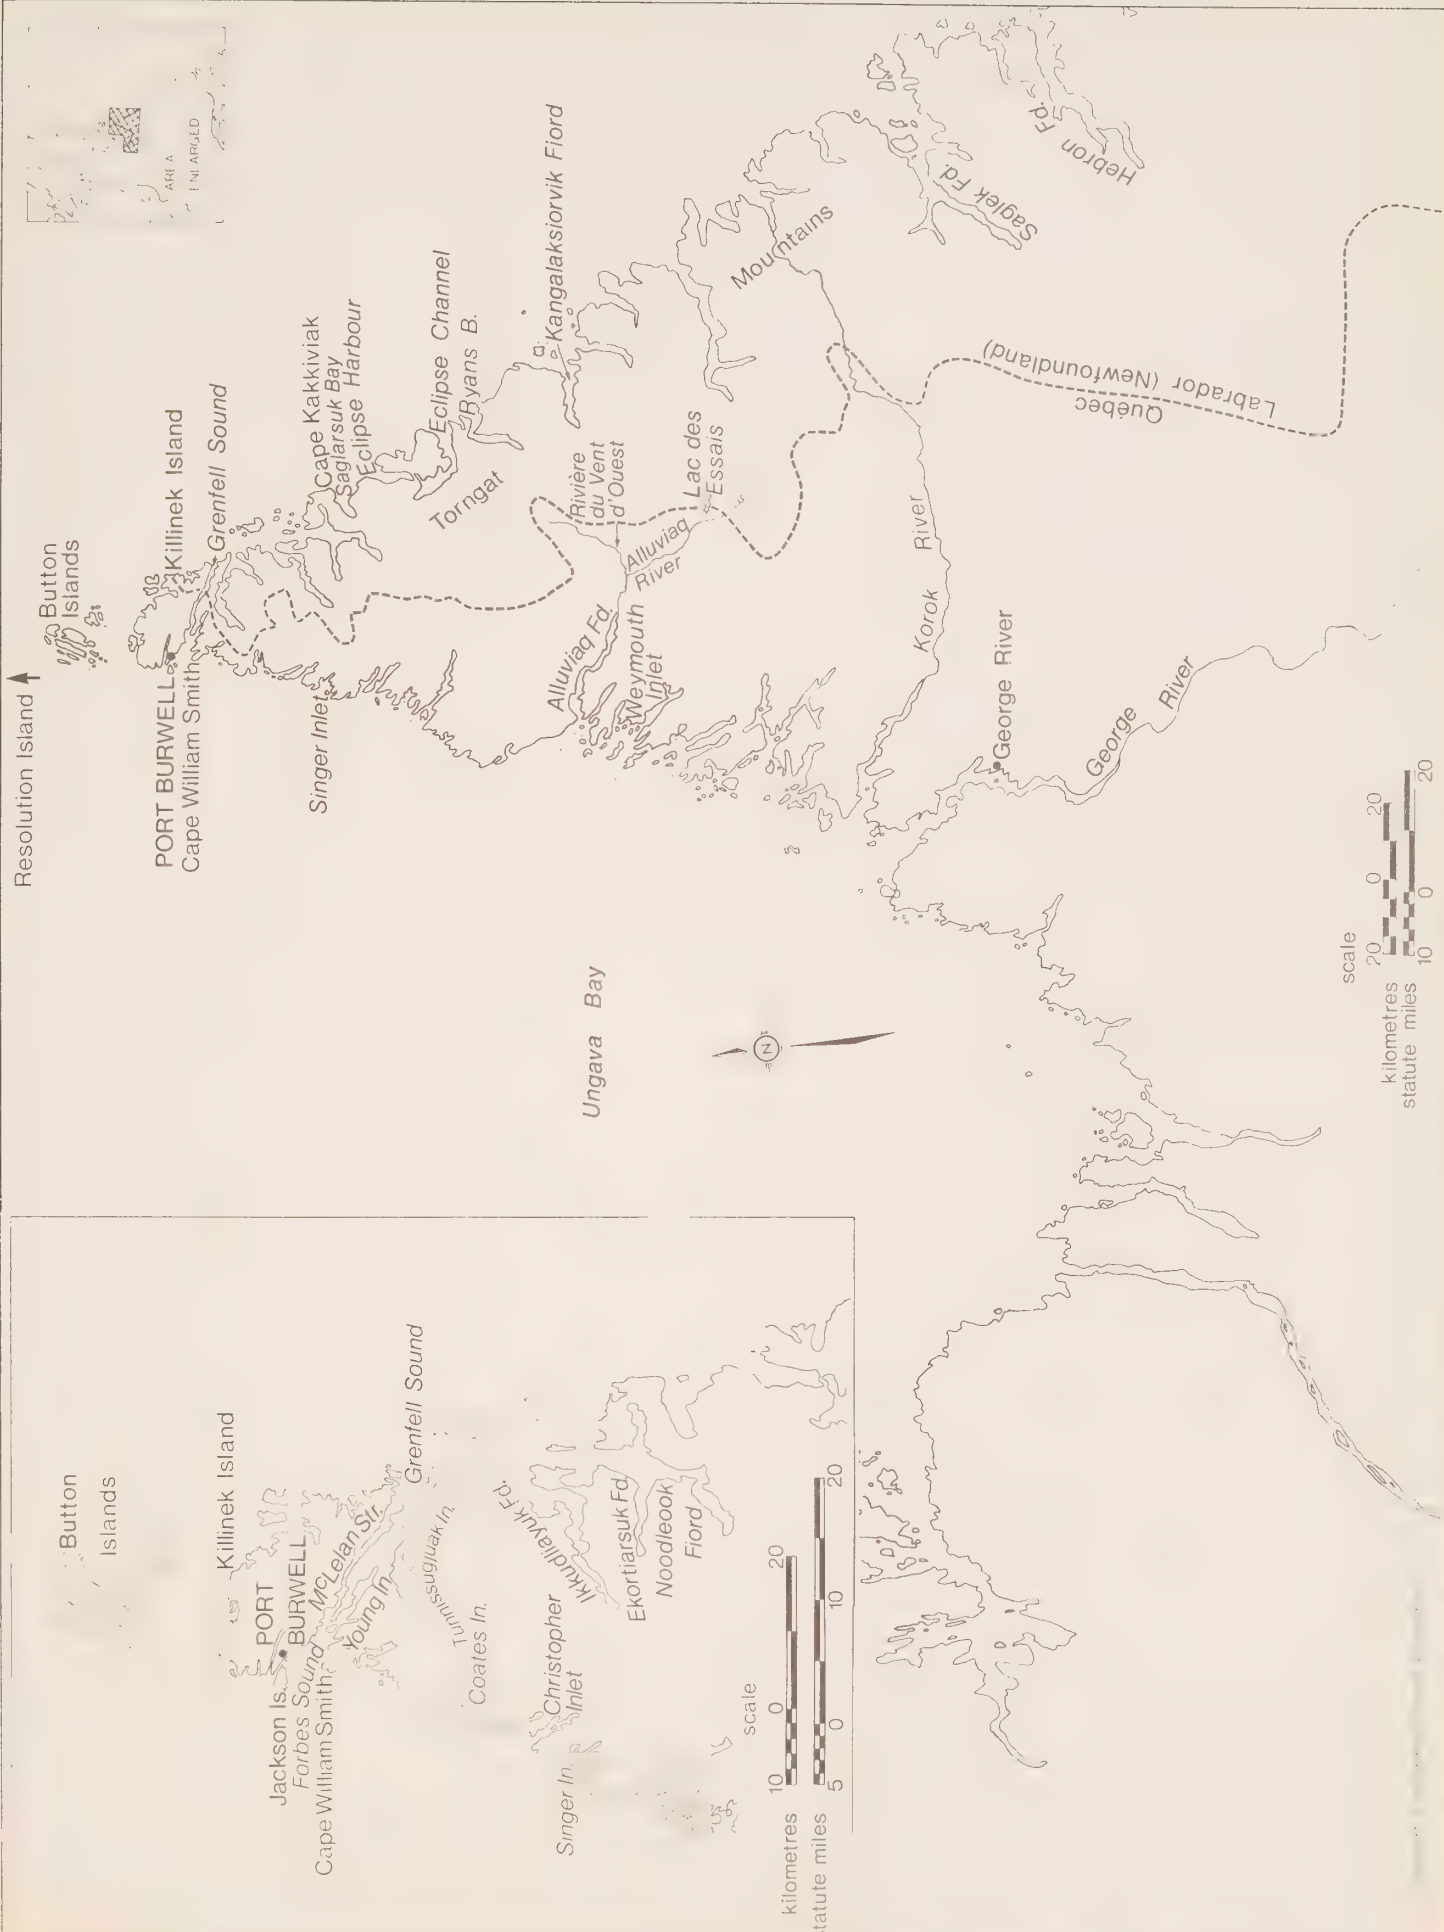 Resolution Island
Button
Islands
Killinek Island
Grenfell Sound
PORT BURWELL
Cape William Smith
Cape Kakkiviak
Saglarsuk Bay
Eclipse Harbour
Singer Inlet
Eclipse Channel
Ryans B.
Kangalaksiorvik Fiord
AREA
ENLARGED
Torngat
Mountains
Rivière
du Vent
d'Ouest
Lac des
Essais
Alluviaq
River
Alluviaq Fd.
Weymouth
Inlet
Saglek Fd.
Hebron Fd.
Labrador (Newfoundland)
Québec
Korok River
George River
George River
Ungava Bay
N
scale
20 0 20
kilometres
statute miles
10 0 20
Button
Islands
Killinek Island
Grenfell Sound
PORT
BURWELL
Jackson Is.
Forbes Sound
Cape William Smith
McLelan Str.
Young In.
Tunnissugjuak In.
Coates In.
Ikkudliayuk Fd.
Christopher
Inlet
Ekortiarsuk Fd.
Noodleook
Fiord
Singer In.
scale
10 0 20
kilometres
statute miles
5 0 10 20